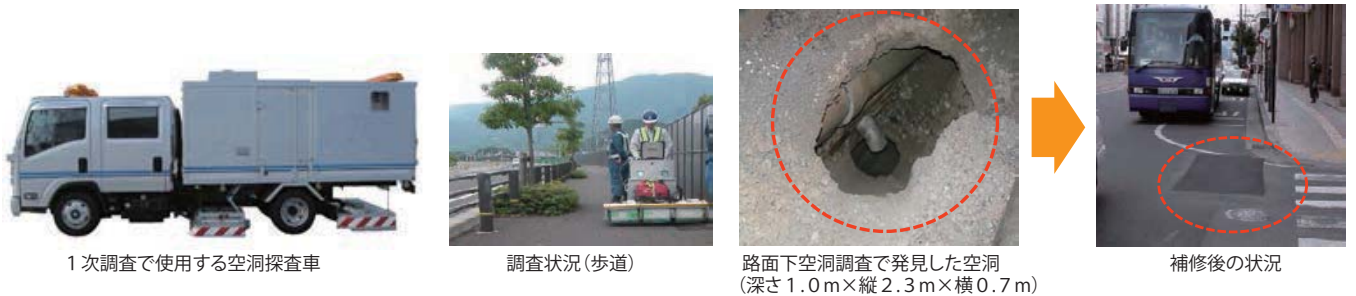 1次調査で使用する空洞探査車
調査状況（歩道）
路面下空洞調査で発見した空洞
（深さ1.0m×縦2.3m×横0.7m）
補修後の状況